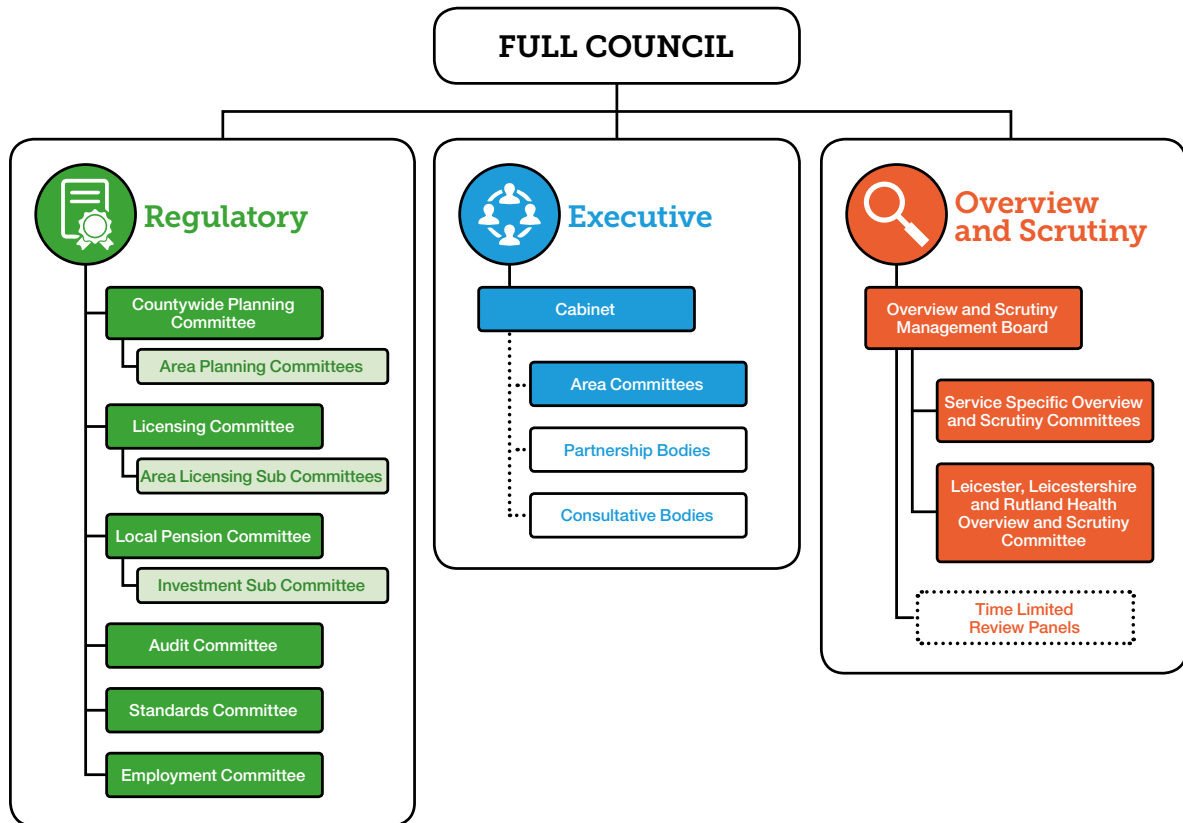 FULL COUNCIL
Regulatory
Countywide Planning
Committee
Area Planning Committees
Licensing Committee
Area Licensing Sub Committees
Local Pension Committee
Investment Sub Committee
Audit Committee
Standards Committee
Employment Committee
Executive
Cabinet
Area Committees
Partnership Bodies
Consultative Bodies
Overview
and Scrutiny
Overview and Scrutiny
Management Board
Service Specific Overview
and Scrutiny Committees
Leicester, Leicestershire
and Rutland Health
Overview and Scrutiny
Committee
Time Limited
Review Panels